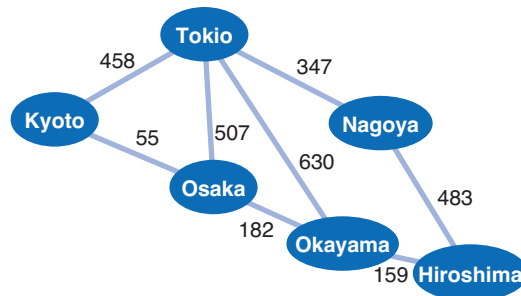 Tokio
458
347
Kyoto
Nagoya
55
507
630
Osaka
483
182
Okayama
159
Hiroshima